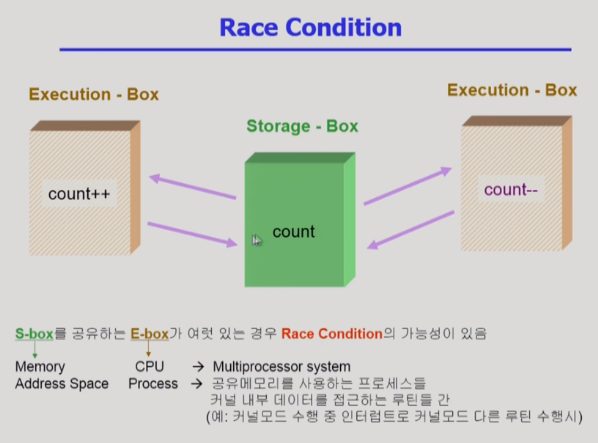 Race Condition
Execution - Box
Execution - Box
Storage - Box
count++
count
count--
S-box를 공유하는 E-box가 여럿 있는 경우 Race Condition의 가능성이 있음
Memory CPU → Multiprocessor system
Address Space Process → 공유메모리를 사용하는 프로세스들
커널 내부 데이터를 접근하는 루틴들 간
(예: 커널모드 수행 중 인터럽트로 커널모드 다른 루틴 수행시)